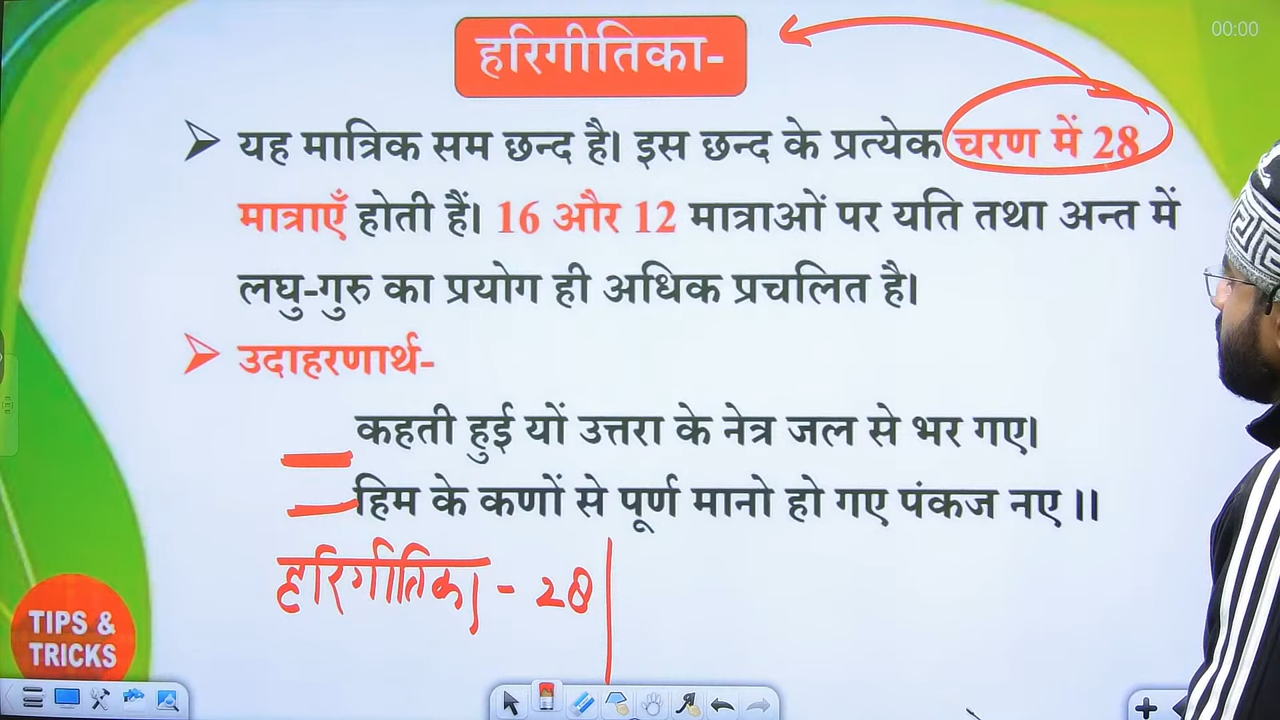 00:00
हरिगीतिका-
यह मात्रिक सम छन्द है। इस छन्द के प्रत्येक चरण में 28
मात्राएँ होती हैं। 16 और 12 मात्राओं पर यति तथा अन्त में
लघु-गुरु का प्रयोग ही अधिक प्रचलित है।
उदाहरणार्थ-
कहती हुई यों उत्तरा के नेत्र जल से भर गए।
हिम के कणों से पूर्ण मानो हो गए पंकज नए ।।
हरिगीतिका - 28
TIPS &
TRICKS